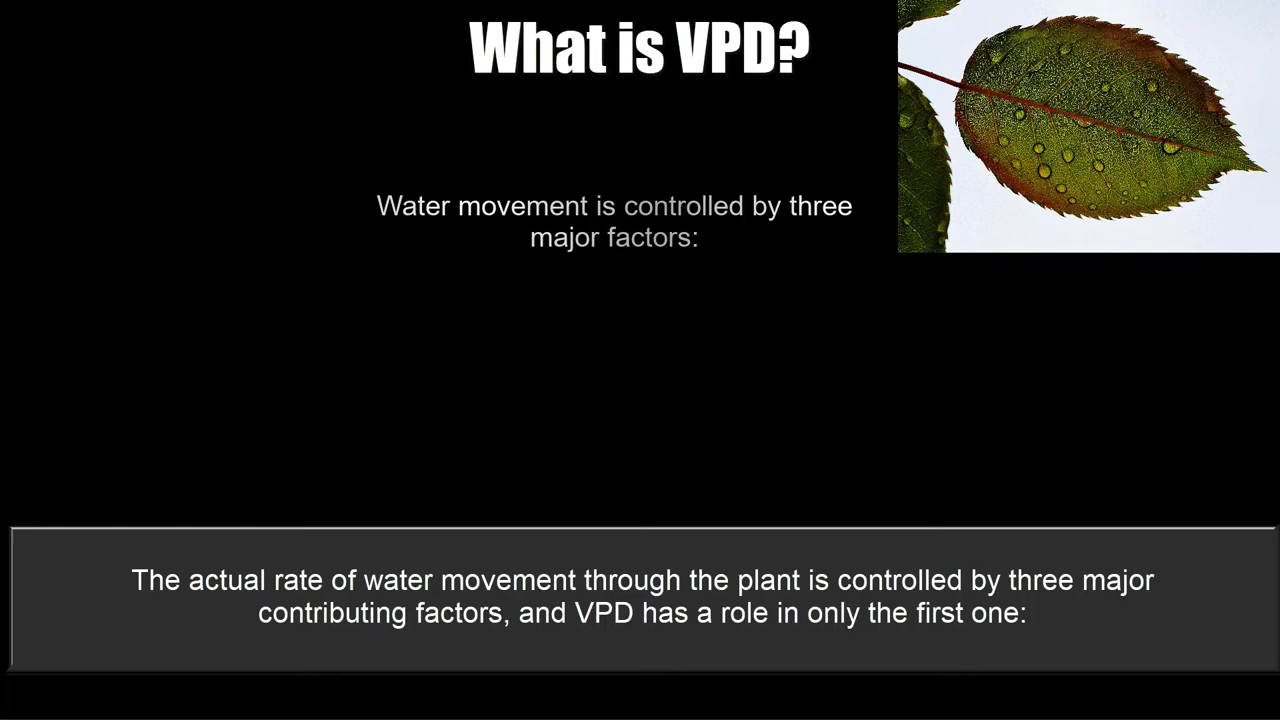 What is VPD?
Water movement is controlled by three
major factors:
The actual rate of water movement through the plant is controlled by three major
contributing factors, and VPD has a role in only the first one: